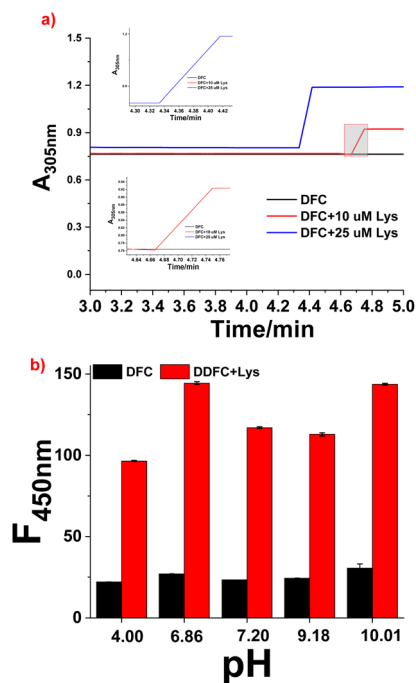 a)
A305nm
1.2
0.9
DFC
DFC+10 uM Lys
DFC+25 uM Lys
4.30 4.32 4.34 4.36 4.38 4.40 4.42
Time/min
1.5
1.2
0.9
0.6
0.3
0.0
A305nm
A305nm
DFC
DFC+10 uM Lys
DFC+25 uM Lys
4.64 4.66 4.68 4.70 4.72 4.74 4.76
Time/min
DFC
DFC+10 uM Lys
DFC+25 uM Lys
3.0 3.2 3.4 3.6 3.8 4.0 4.2 4.4 4.6 4.8 5.0
Time/min
b)
DFC DDFC+Lys
150
100
50
0
F450nm
4.00 6.86 7.20 9.18 10.01
pH